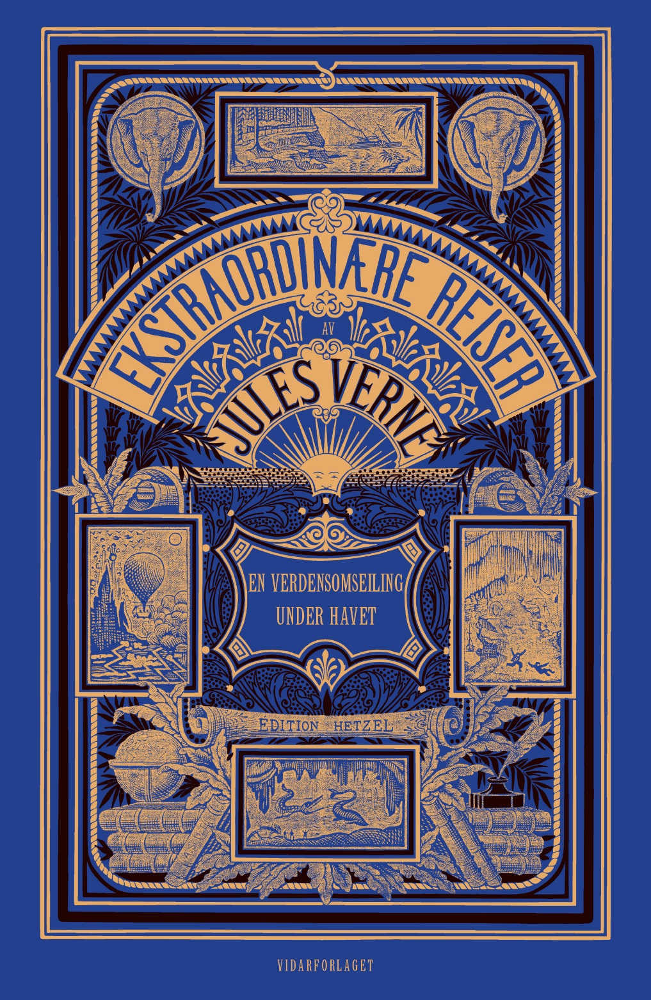 EKSTRAORDINÆRE REISER
AV
JULES VERNE
EN VERDENSOMSEILING
UNDER HAVET
EDITION HETZEL
VIDARFORLAGET